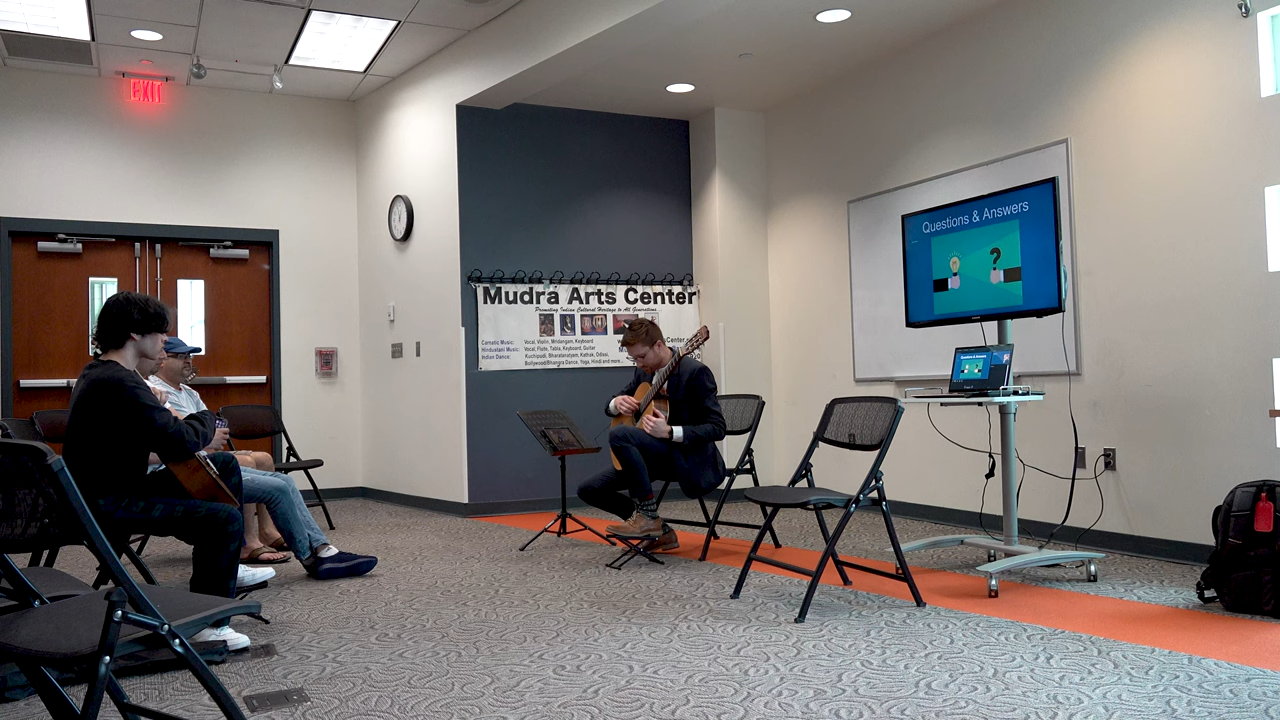 EXIT
Questions & Answers
Mudra Arts Center
Promoting Indian Cultural Heritage to All Generations
Carnatic Music: Vocal, Violin, Mridangam, Keyboard
Hindustani Music: Vocal, Flute, Tabla, Keyboard, Guitar
Indian Dance: Kuchipudi, Bharatanatyam, Kathak, Odissi,
Bollywood/Bhangra Dance, Yoga, Hindi and more...
Questions & Answers